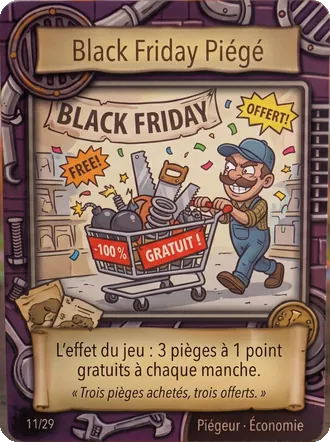 Black Friday Piégé
BLACK FRIDAY
OFFERT!
FREE!
-100 %
GRATUIT !
L'effet du jeu : 3 pièges à 1 point
gratuits à chaque manche.
« Trois pièges achetés, trois offerts. »
11/29
Piégeur · Économie